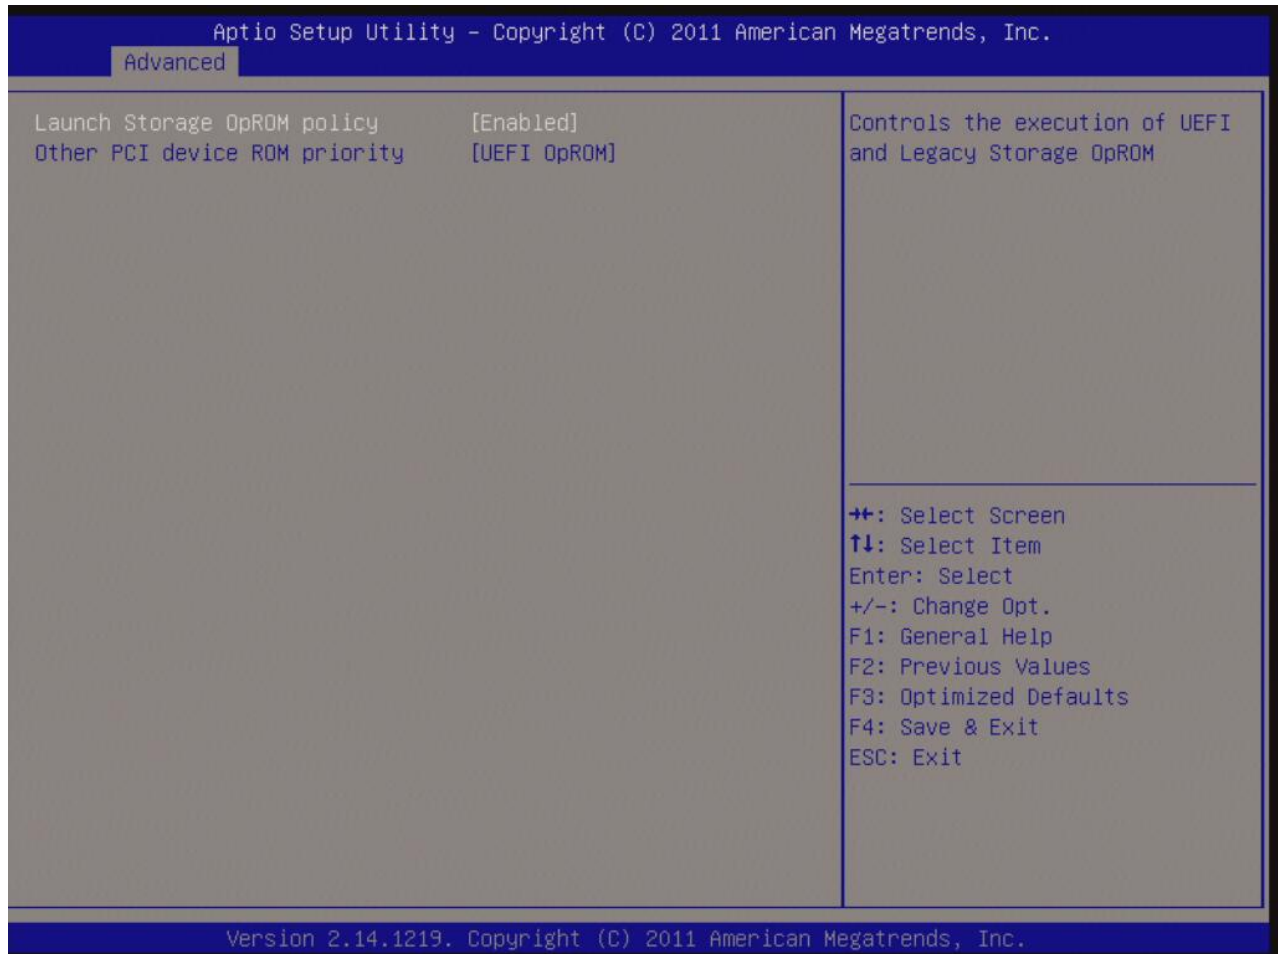 Aptio Setup Utility – Copyright (C) 2011 American Megatrends, Inc.
Advanced
Launch Storage OpROM policy [Enabled]
Other PCI device ROM priority [UEFI OpROM]
Controls the execution of UEFI
and Legacy Storage OpROM
→←: Select Screen
↑↓: Select Item
Enter: Select
+/-: Change Opt.
F1: General Help
F2: Previous Values
F3: Optimized Defaults
F4: Save & Exit
ESC: Exit
Version 2.14.1219. Copyright (C) 2011 American Megatrends, Inc.